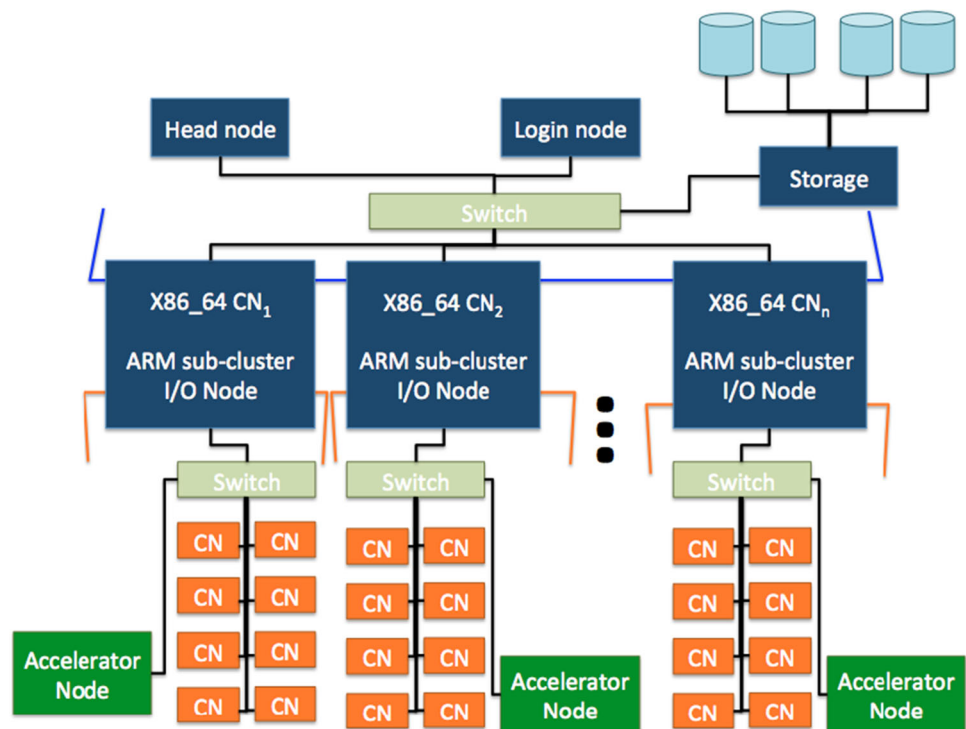 Head node
Login node
Storage
Switch
X86_64 CN₁
ARM sub-cluster
I/O Node
X86_64 CN₂
ARM sub-cluster
I/O Node
X86_64 CNₙ
ARM sub-cluster
I/O Node
Switch
Switch
Switch
CN CN
CN CN
CN CN
CN CN
CN CN
CN CN
CN CN
CN CN
CN CN
CN CN
CN CN
CN CN
Accelerator
Node
Accelerator
Node
Accelerator
Node